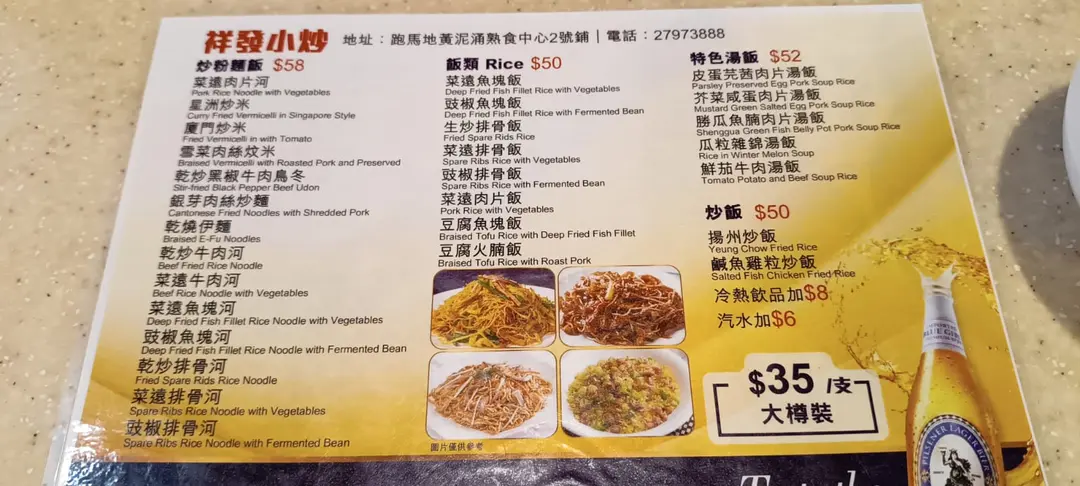 祥發小炒 地址：跑馬地黃泥涌熟食中心2號鋪｜電話：27973888
炒粉麵飯 $58
菜遠肉片河
Pork Rice Noodle with Vegetables
星洲炒米
Curry Fried Vermicelli in Singapore Style
廈門炒米
Fried Vermicelli in with Tomato
雪菜肉絲炆米
Braised Vermicelli with Roasted Pork and Preserved
乾炒黑椒牛肉烏冬
Stir-fried Black Pepper Beef Udon
銀芽肉絲炒麵
Cantonese Fried Noodles with Shredded Pork
乾燒伊麵
Braised E-Fu Noodles
乾炒牛肉河
Beef Fried Rice Noodle
菜遠牛肉河
Beef Rice Noodle with Vegetables
菜遠魚塊河
Deep Fried Fish Fillet Rice Noodle with Vegetables
豉椒魚塊河
Deep Fried Fish Fillet Rice Noodle with Fermented Bean
乾炒排骨河
Fried Spare Rids Rice Noodle
菜遠排骨河
Spare Ribs Rice Noodle with Vegetables
豉椒排骨河
Spare Ribs Rice Noodle with Fermented Bean
飯類 Rice $50
菜遠魚塊飯
Deep Fried Fish Fillet Rice with Vegetables
豉椒魚塊飯
Deep Fried Fish Fillet Rice with Fermented Bean
生炒排骨飯
Fried Spare Rids Rice
菜遠排骨飯
Spare Ribs Rice with Vegetables
豉椒排骨飯
Spare Ribs Rice with Fermented Bean
菜遠肉片飯
Pork Rice with Vegetables
豆腐魚塊飯
Braised Tofu Rice with Deep Fried Fish Fillet
豆腐火腩飯
Braised Tofu Rice with Roast Pork
圖片僅供參考
特色湯飯 $52
皮蛋芫茜肉片湯飯
Parsley Preserved Egg Pork Soup Rice
芥菜咸蛋肉片湯飯
Mustard Green Salted Egg Pork Soup Rice
勝瓜魚腩肉片湯飯
Shenggua Green Fish Belly Pot Pork Soup Rice
瓜粒雜錦湯飯
Rice in Winter Melon Soup
鮮茄牛肉湯飯
Tomato Potato and Beef Soup Rice
炒飯 $50
揚州炒飯
Yeung Chow Fried Rice
鹹魚雞粒炒飯
Salted Fish Chicken Fried Rice
冷熱飲品加$8
汽水加$6
$35 /支
大樽裝
BLUE GIRL
PILSENER LAGER BEER